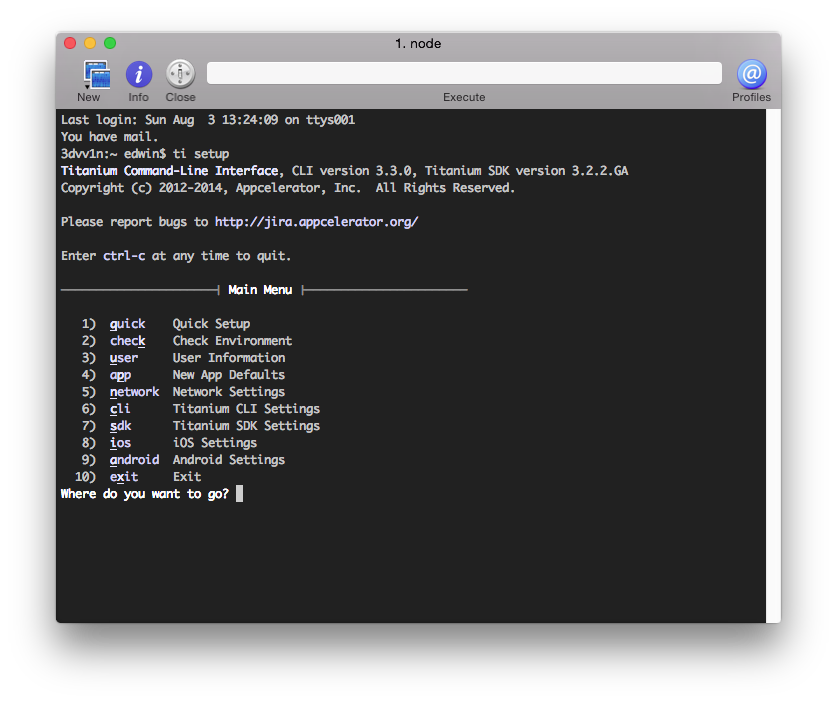 1. node
New
Info
Close
Execute
Profiles
Last login: Sun Aug  3 13:24:09 on ttys001
You have mail.
3dvv1n:~ edwin$ ti setup
Titanium Command-Line Interface, CLI version 3.3.0, Titanium SDK version 3.2.2.GA
Copyright (c) 2012-2014, Appcelerator, Inc.  All Rights Reserved.
Please report bugs to http://jira.appcelerator.org/
Enter ctrl-c at any time to quit.
Main Menu
1)  quick    Quick Setup
2)  check    Check Environment
3)  user     User Information
4)  app      New App Defaults
5)  network  Network Settings
6)  cli      Titanium CLI Settings
7)  sdk      Titanium SDK Settings
8)  ios      iOS Settings
9)  android  Android Settings
10)  exit     Exit
Where do you want to go?